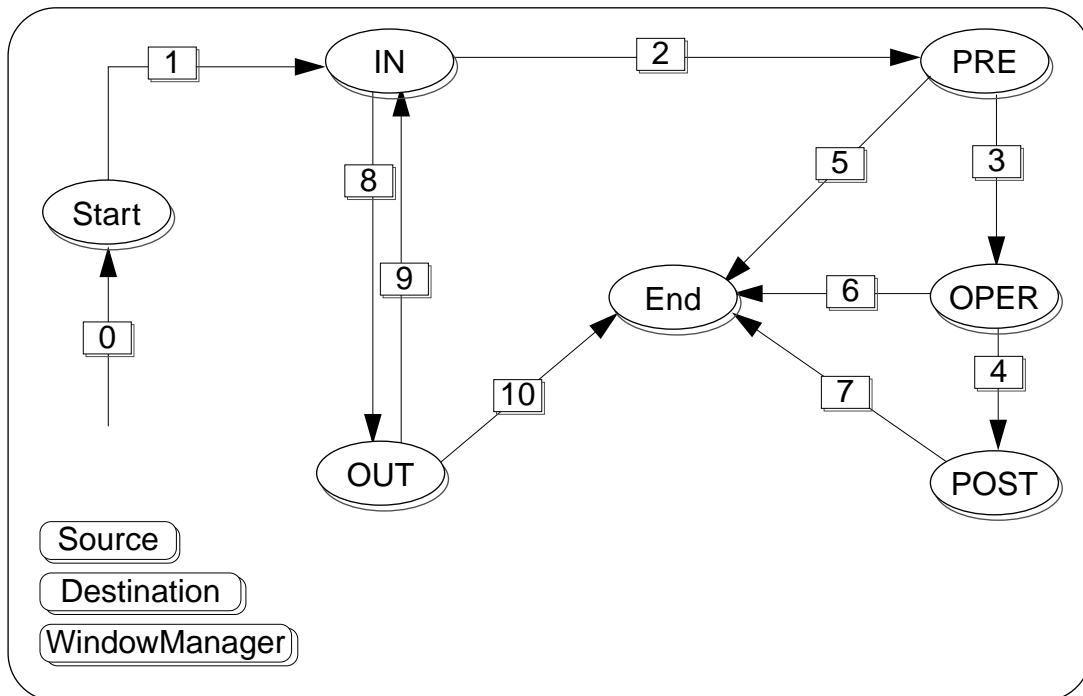 1
IN
2
PRE
5
3
8
Start
9
End
6
OPER
0
10
7
4
OUT
POST
Source
Destination
WindowManager